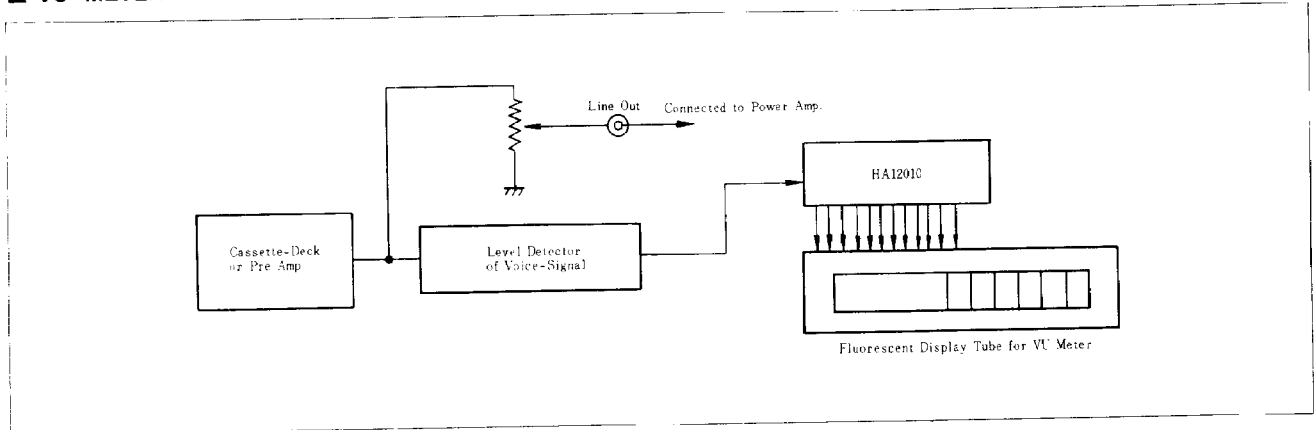 Line Out
Connected to Power Amp.
HA12010
Cassette-Deck
or Pre Amp
Level Detector
of Voice-Signal
Fluorescent Display Tube for VU Meter